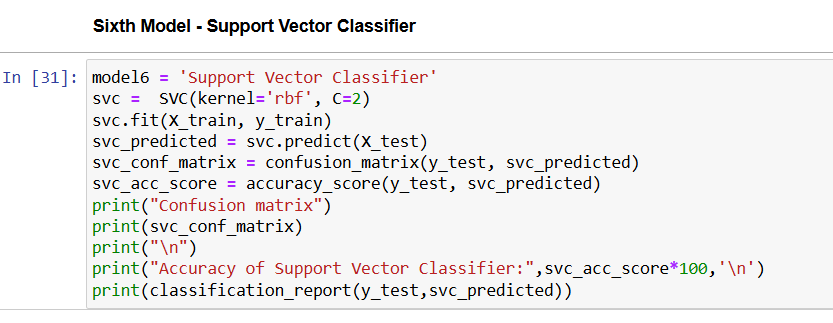 Sixth Model - Support Vector Classifier
In [31]: model6 = 'Support Vector Classifier'
svc =  SVC(kernel='rbf', C=2)
svc.fit(X_train, y_train)
svc_predicted = svc.predict(X_test)
svc_conf_matrix = confusion_matrix(y_test, svc_predicted)
svc_acc_score = accuracy_score(y_test, svc_predicted)
print("Confusion matrix")
print(svc_conf_matrix)
print("\n")
print("Accuracy of Support Vector Classifier:",svc_acc_score*100,'\n')
print(classification_report(y_test,svc_predicted))